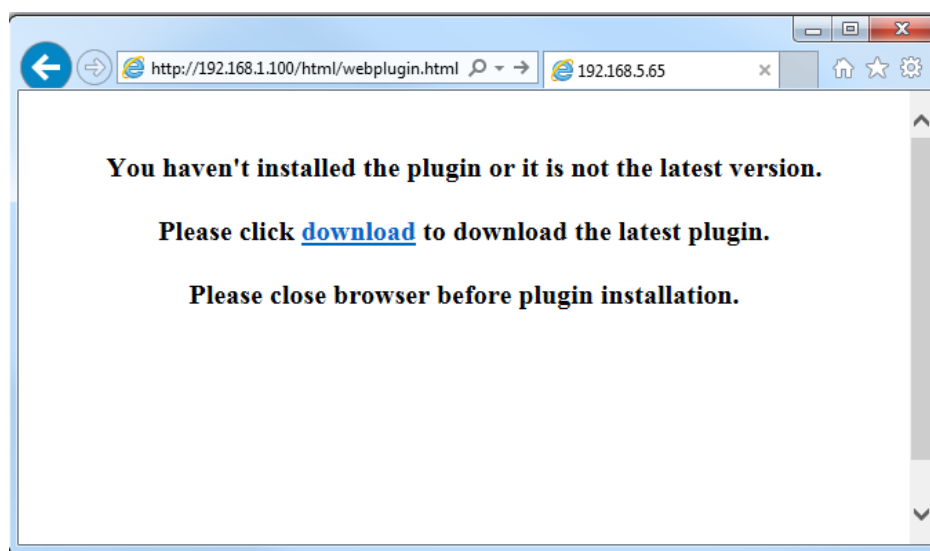 http://192.168.1.100/html/webplugin.html
192.168.5.65
You haven't installed the plugin or it is not the latest version.
Please click download to download the latest plugin.
Please close browser before plugin installation.